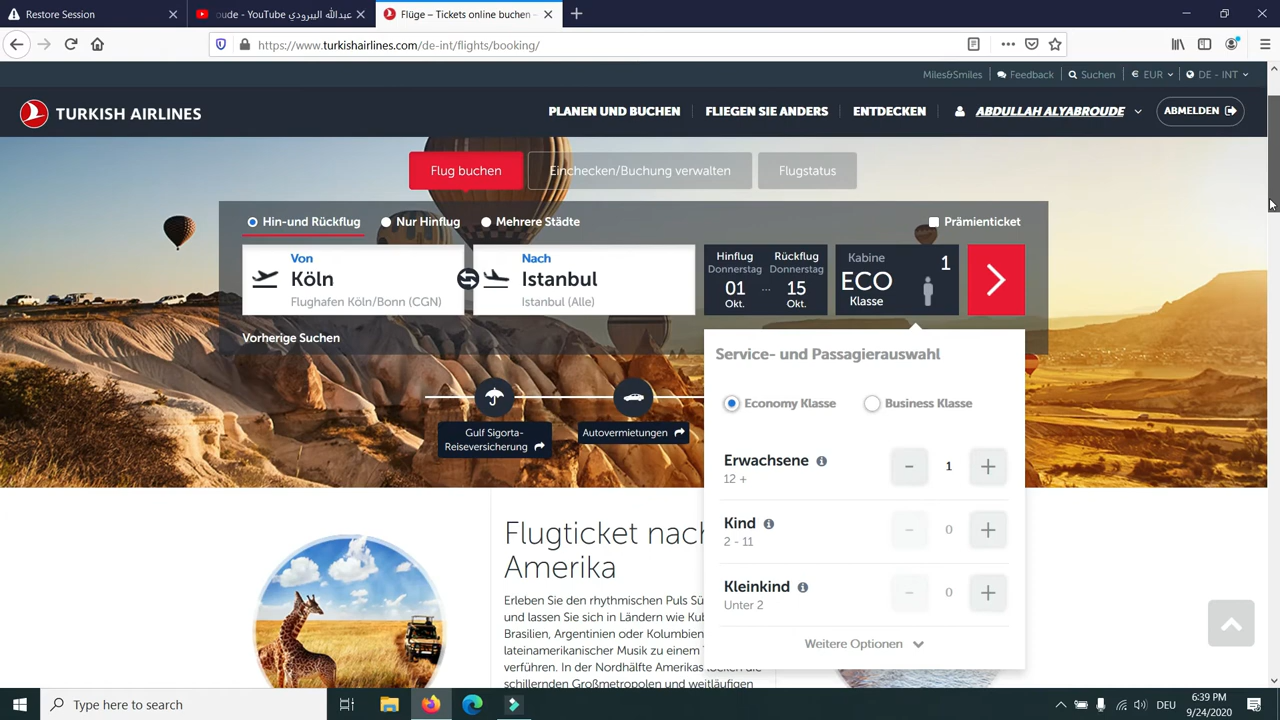 Restore Session
oude - YouTube عبدالله اليبرودي
Flüge – Tickets online buchen -
https://www.turkishairlines.com/de-int/flights/booking/
Miles&Smiles
Feedback
Suchen
€ EUR
DE - INT
TURKISH AIRLINES
PLANEN UND BUCHEN
FLIEGEN SIE ANDERS
ENTDECKEN
ABDULLAH ALYABROUDE
ABMELDEN
Flug buchen
Einchecken/Buchung verwalten
Flugstatus
Hin-und Rückflug
Nur Hinflug
Mehrere Städte
Prämienticket
Von
Köln
Flughafen Köln/Bonn (CGN)
Nach
Istanbul
Istanbul (Alle)
Hinflug
Donnerstag
01
Okt.
Rückflug
Donnerstag
15
Okt.
Kabine
ECO
Klasse
1
Vorherige Suchen
Service- und Passagierauswahl
Economy Klasse
Business Klasse
Gulf Sigorta-
Reiseversicherung
Autovermietungen
Erwachsene
12 +
- 1 +
Kind
2 - 11
- 0 +
Kleinkind
Unter 2
- 0 +
Weitere Optionen
Flugticket nach
Amerika
Erleben Sie den rhythmischen Puls
und lassen Sie sich in Ländern wie
Brasilien, Argentinien oder
lateinamerikanischer Musik zu einem
verführen. In der Nordhälfte Amerikas
schillernden Großmetropolen und weitläufigen
Type here to search
DEU
6:39 PM
9/24/2020